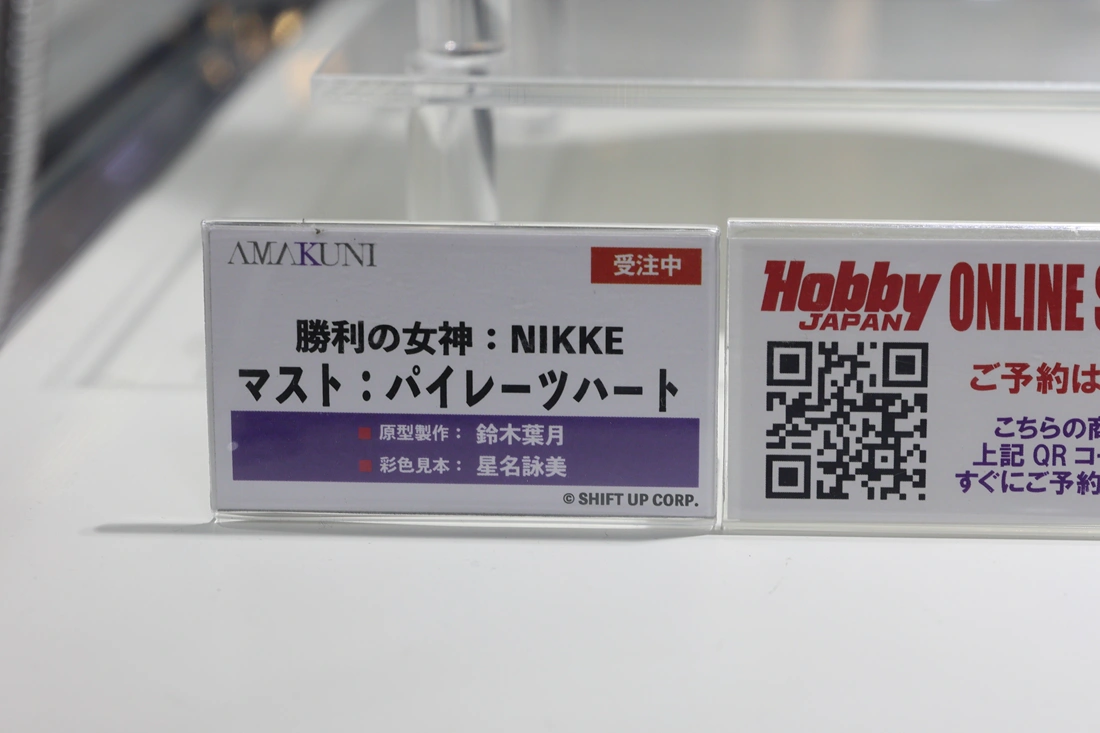 AMAKUNI
受注中
勝利の女神：NIKKE
マスト：パイレーツハート
■ 原型製作： 鈴木葉月
■ 彩色見本： 星名詠美
© SHIFT UP CORP.
Hobby JAPAN ONLINE
ご予約は
こちらの商
上記 QR コー
すぐにご予約